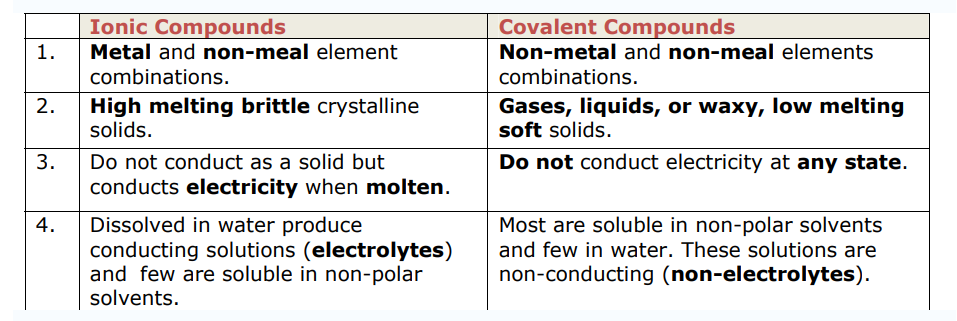 Ionic Compounds
Covalent Compounds
1.
Metal and non-meal element
combinations.
Non-metal and non-meal elements
combinations.
2.
High melting brittle crystalline
solids.
Gases, liquids, or waxy, low melting
soft solids.
3.
Do not conduct as a solid but
conducts electricity when molten.
Do not conduct electricity at any state.
4.
Dissolved in water produce
conducting solutions (electrolytes)
and few are soluble in non-polar
solvents.
Most are soluble in non-polar solvents
and few in water. These solutions are
non-conducting (non-electrolytes).